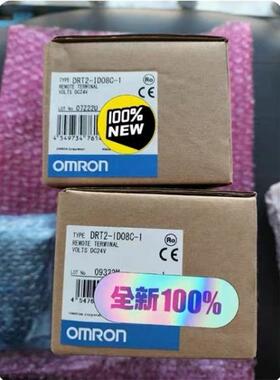 TYPE DRT2-ID08C-1
REMOTE TERMINAL
VOLTS DC24V
LOT No 07222U
100%
NEW
OMRON
TYPE DRT2-ID08C-1
REMOTE TERMINAL
VOLTS DC24V
LOT No
全新100%
OMRON